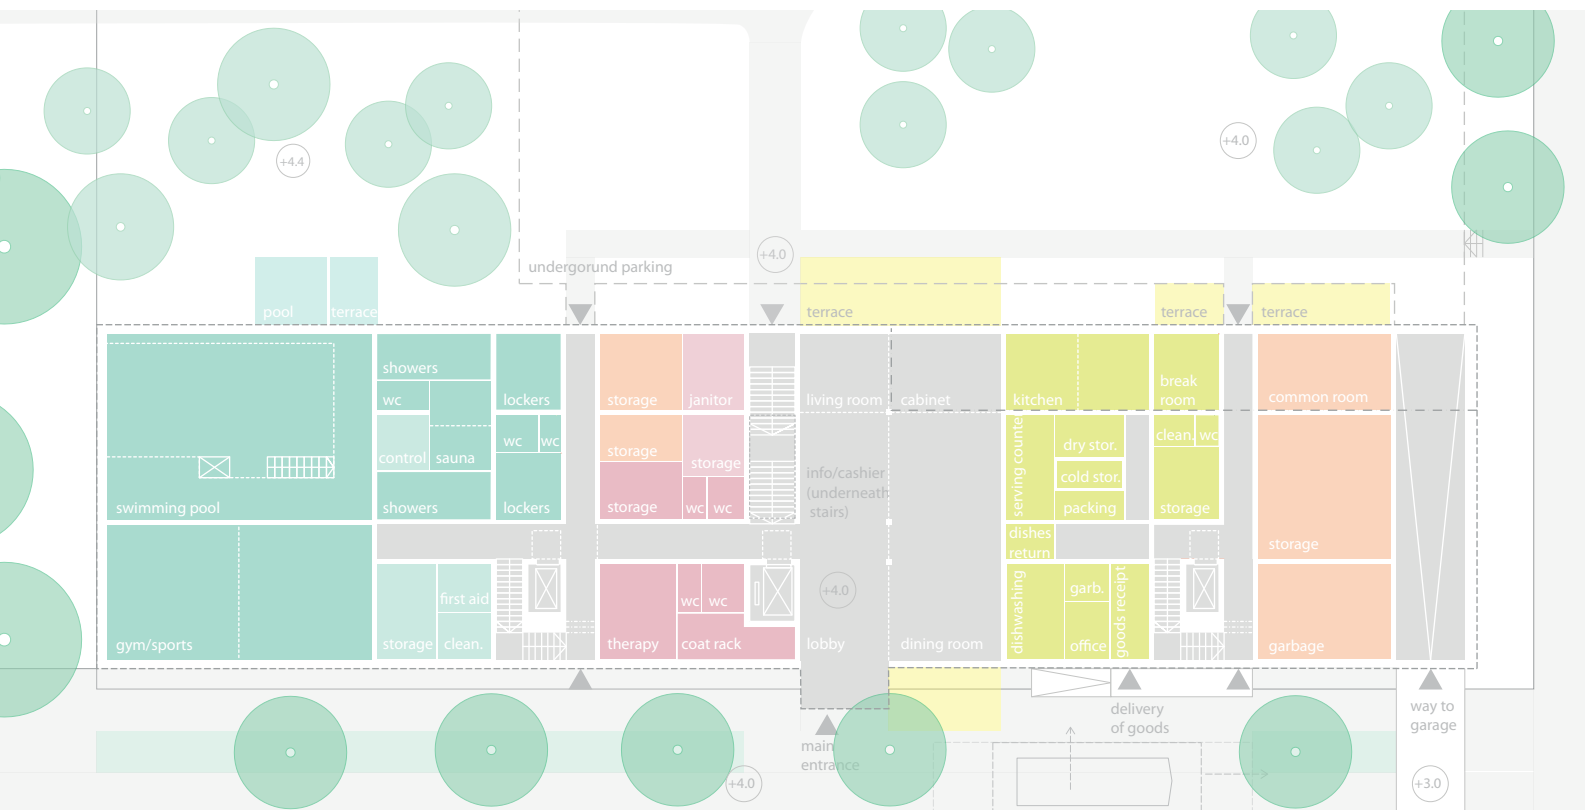 +4.4
+4.0
+4.0
undergorund parking
pool
terrace
terrace
terrace
terrace
showers
wc
lockers
storage
janitor
living room
cabinet
kitchen
break
room
common room
control
sauna
wc
wc
storage
storage
serving counter
dry stor.
clean.
wc
info/cashier
(underneath
stairs)
cold stor.
swimming pool
showers
lockers
storage
wc
wc
packing
storage
dishes
return
storage
first aid
wc
wc
+4.0
dishwashing
garb.
goods receipt
gym/sports
storage
clean.
therapy
coat rack
lobby
dining room
office
garbage
delivery
of goods
way to
garage
main
entrance
+4.0
+3.0